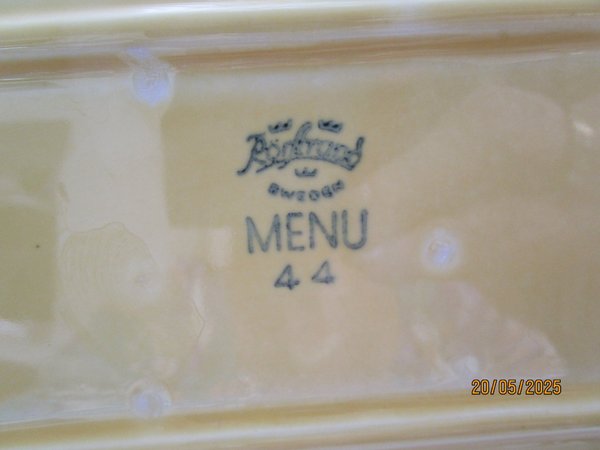 Rörstrand
SWEDEN
MENU
44
20/05/2025